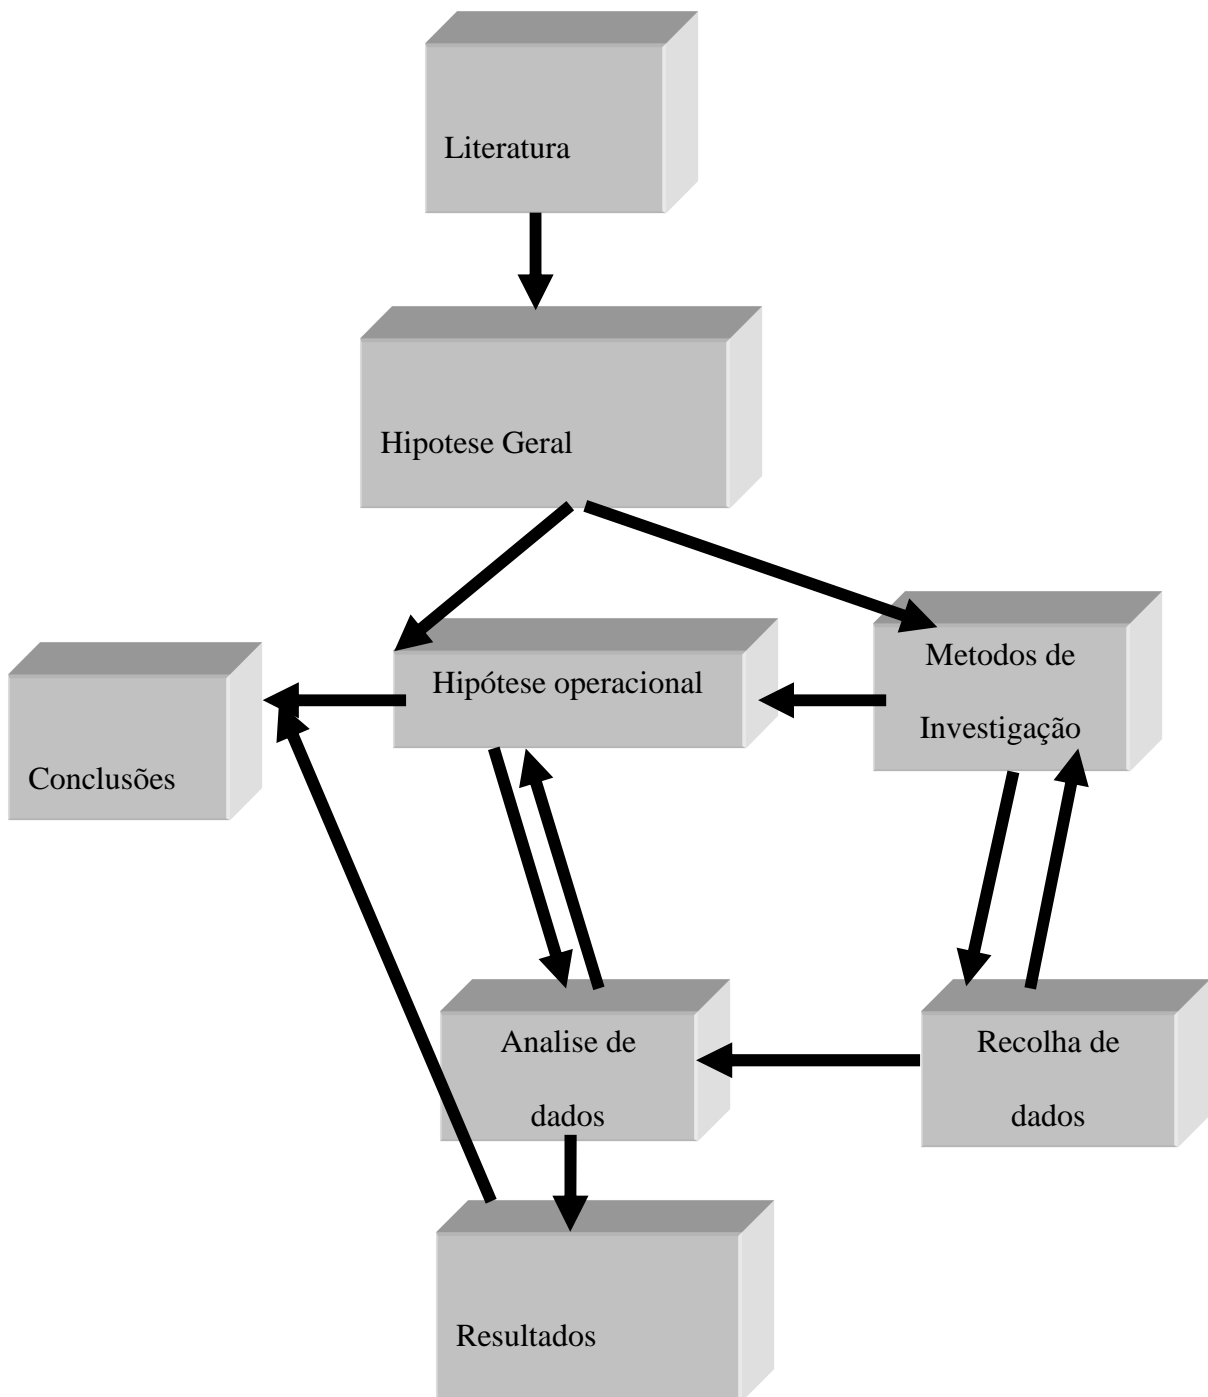 Literatura
Hipotese Geral
Hipótese operacional
Metodos de
Investigação
Conclusões
Analise de
dados
Recolha de
dados
Resultados